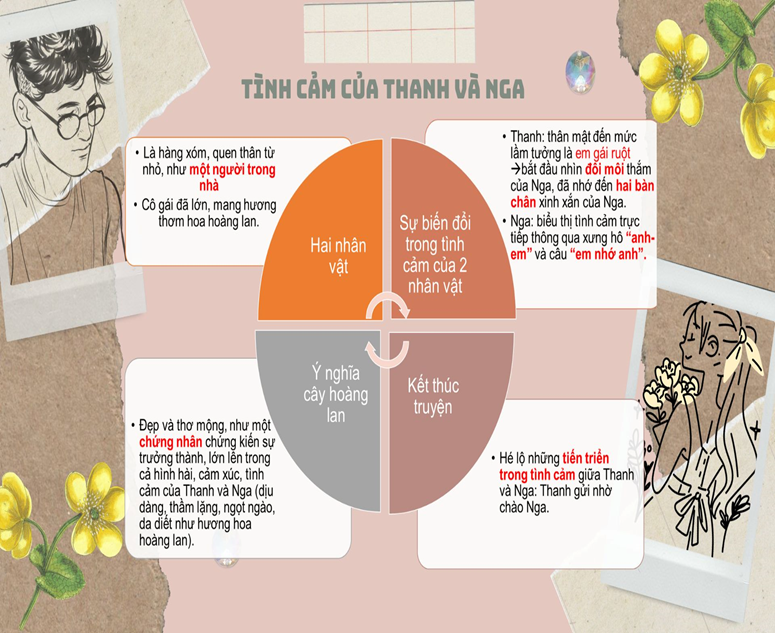 TÌNH CẢM CỦA THANH VÀ NGA
• Là hàng xóm, quen thân từ
nhỏ, như một người trong
nhà
• Cô gái đã lớn, mang hương
thơm hoa hoàng lan.
Hai nhân
vật
Sự biến đổi
trong tình
cảm của 2
nhân vật
• Thanh: thân mật đến mức
lầm tưởng là em gái ruột
→bắt đầu nhìn đôi môi thắm
của Nga, đã nhớ đến hai bàn
chân xinh xắn của Nga.
• Nga: biểu thị tình cảm trực
tiếp thông qua xưng hô “anh-
em” và câu “em nhớ anh”.
Ý nghĩa
cây hoàng
lan
• Đẹp và thơ mộng, như một
chứng nhân chứng kiến sự
trưởng thành, lớn lên trong
cả hình hài, cảm xúc, tình
cảm của Thanh và Nga (dịu
dàng, thầm lặng, ngọt ngào,
da diết như hương hoa
hoàng lan).
Kết thúc
truyện
• Hé lộ những tiến triển
trong tình cảm giữa Thanh
và Nga: Thanh gửi nhờ
chào Nga.